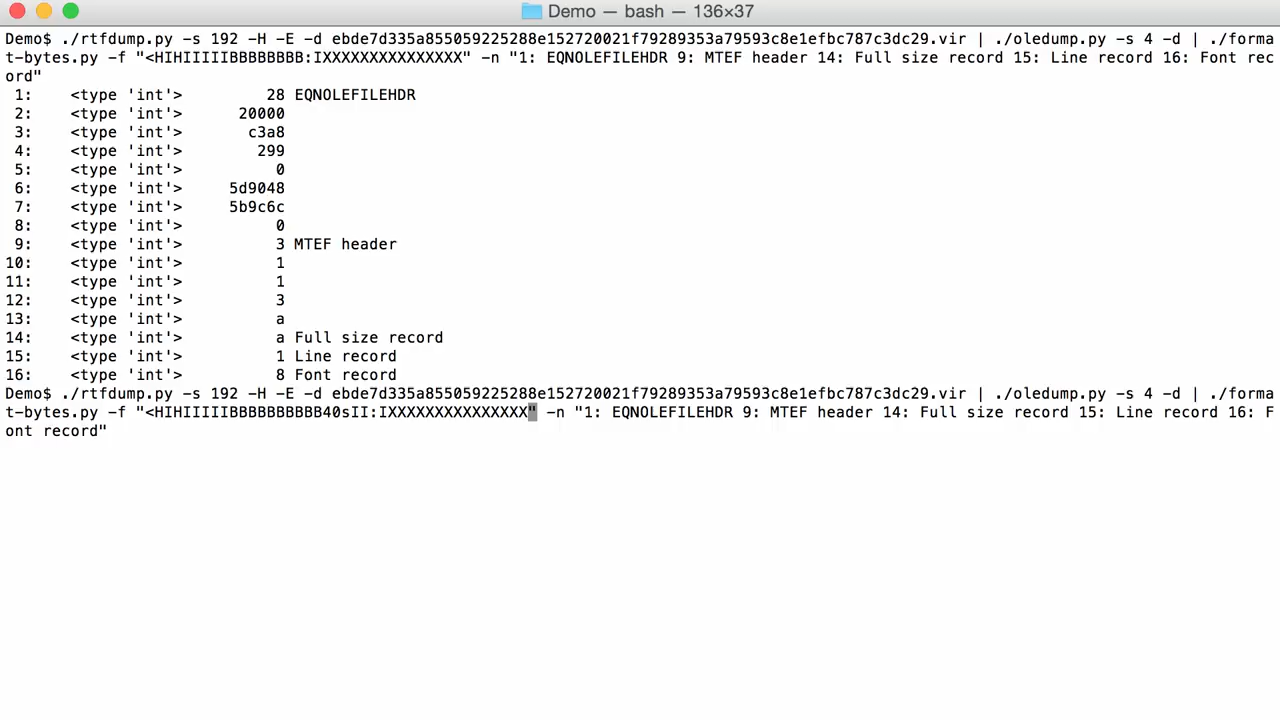 Demo — bash — 136×37
Demo$ ./rtfdump.py -s 192 -H -E -d ebde7d335a855059225288e152720021f79289353a79593c8e1efbc787c3dc29.vir | ./oledump.py -s 4 -d | ./forma
t-bytes.py -f "<HIHIIIIIBBBBBBBB:IXXXXXXXXXXXXXXX" -n "1: EQNOLEFILEHDR 9: MTEF header 14: Full size record 15: Line record 16: Font rec
ord"
1: <type 'int'> 28 EQNOLEFILEHDR
2: <type 'int'> 20000
3: <type 'int'> c3a8
4: <type 'int'> 299
5: <type 'int'> 0
6: <type 'int'> 5d9048
7: <type 'int'> 5b9c6c
8: <type 'int'> 0
9: <type 'int'> 3 MTEF header
10: <type 'int'> 1
11: <type 'int'> 1
12: <type 'int'> 3
13: <type 'int'> a
14: <type 'int'> a Full size record
15: <type 'int'> 1 Line record
16: <type 'int'> 8 Font record
Demo$ ./rtfdump.py -s 192 -H -E -d ebde7d335a855059225288e152720021f79289353a79593c8e1efbc787c3dc29.vir | ./oledump.py -s 4 -d | ./forma
t-bytes.py -f "<HIHIIIIIBBBBBBBBBB40sII:IXXXXXXXXXXXXXXX" -n "1: EQNOLEFILEHDR 9: MTEF header 14: Full size record 15: Line record 16: F
ont record"